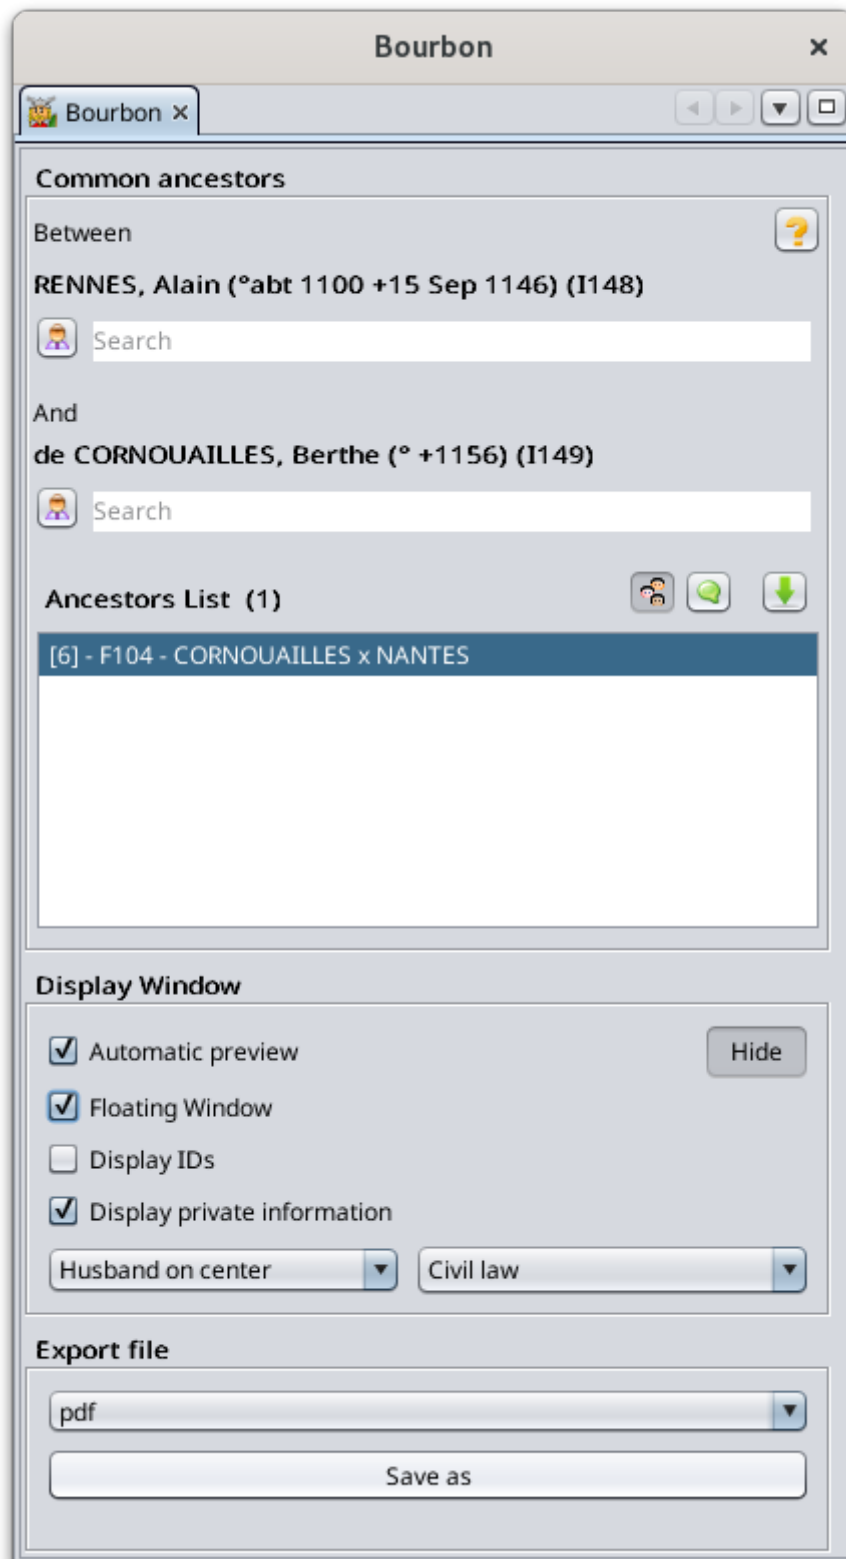 Bourbon
Bourbon
Common ancestors
Between
RENNES, Alain (°abt 1100 +15 Sep 1146) (I148)
Search
And
de CORNOUAILLES, Berthe (° +1156) (I149)
Search
Ancestors List (1)
[6] - F104 - CORNOUAILLES x NANTES
Display Window
Automatic preview
Hide
Floating Window
Display IDs
Display private information
Husband on center
Civil law
Export file
pdf
Save as